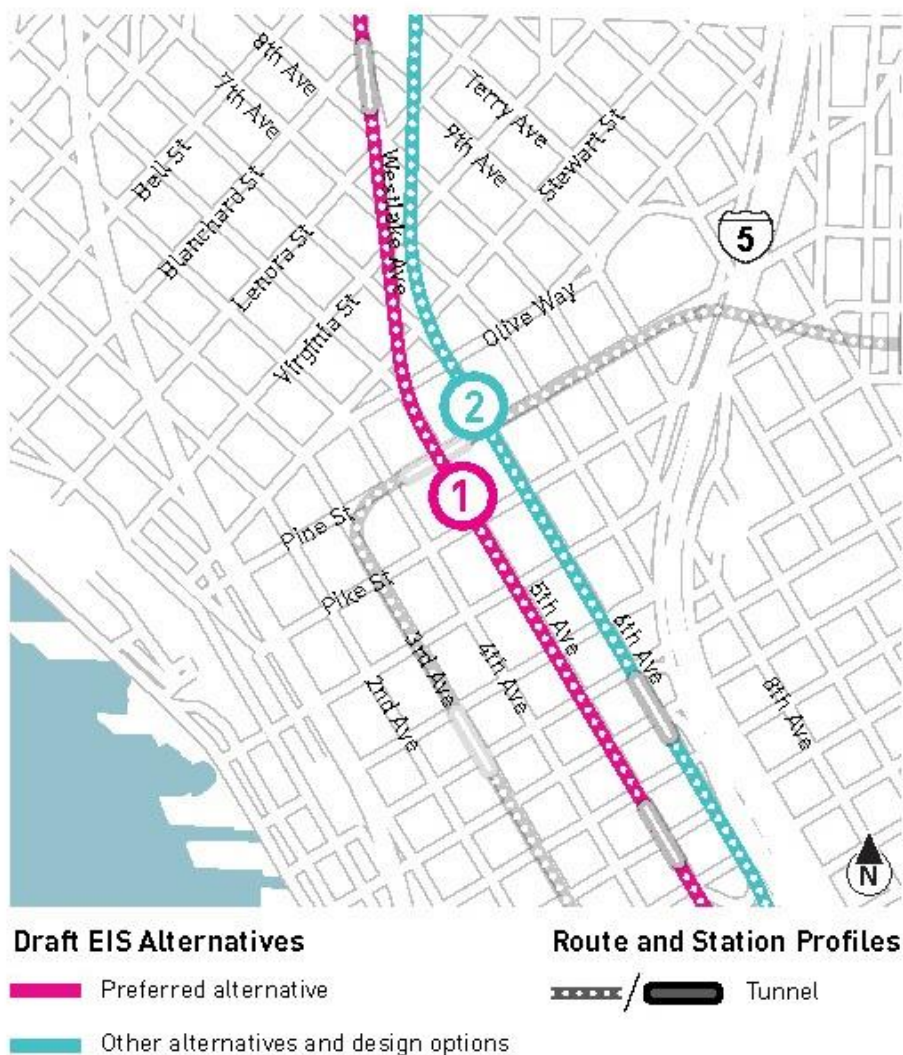 8th Ave
7th Ave
Terry Ave
Stewart St
9th Ave
Bell St
Westlake Ave
Blanchard St
5
Lenora St
Olive Way
Virginia St
2
1
Pine St
Pike St
5th Ave
6th Ave
3rd Ave
4th Ave
2nd Ave
8th Ave
N
Draft EIS Alternatives
Preferred alternative
Other alternatives and design options
Route and Station Profiles
/ Tunnel